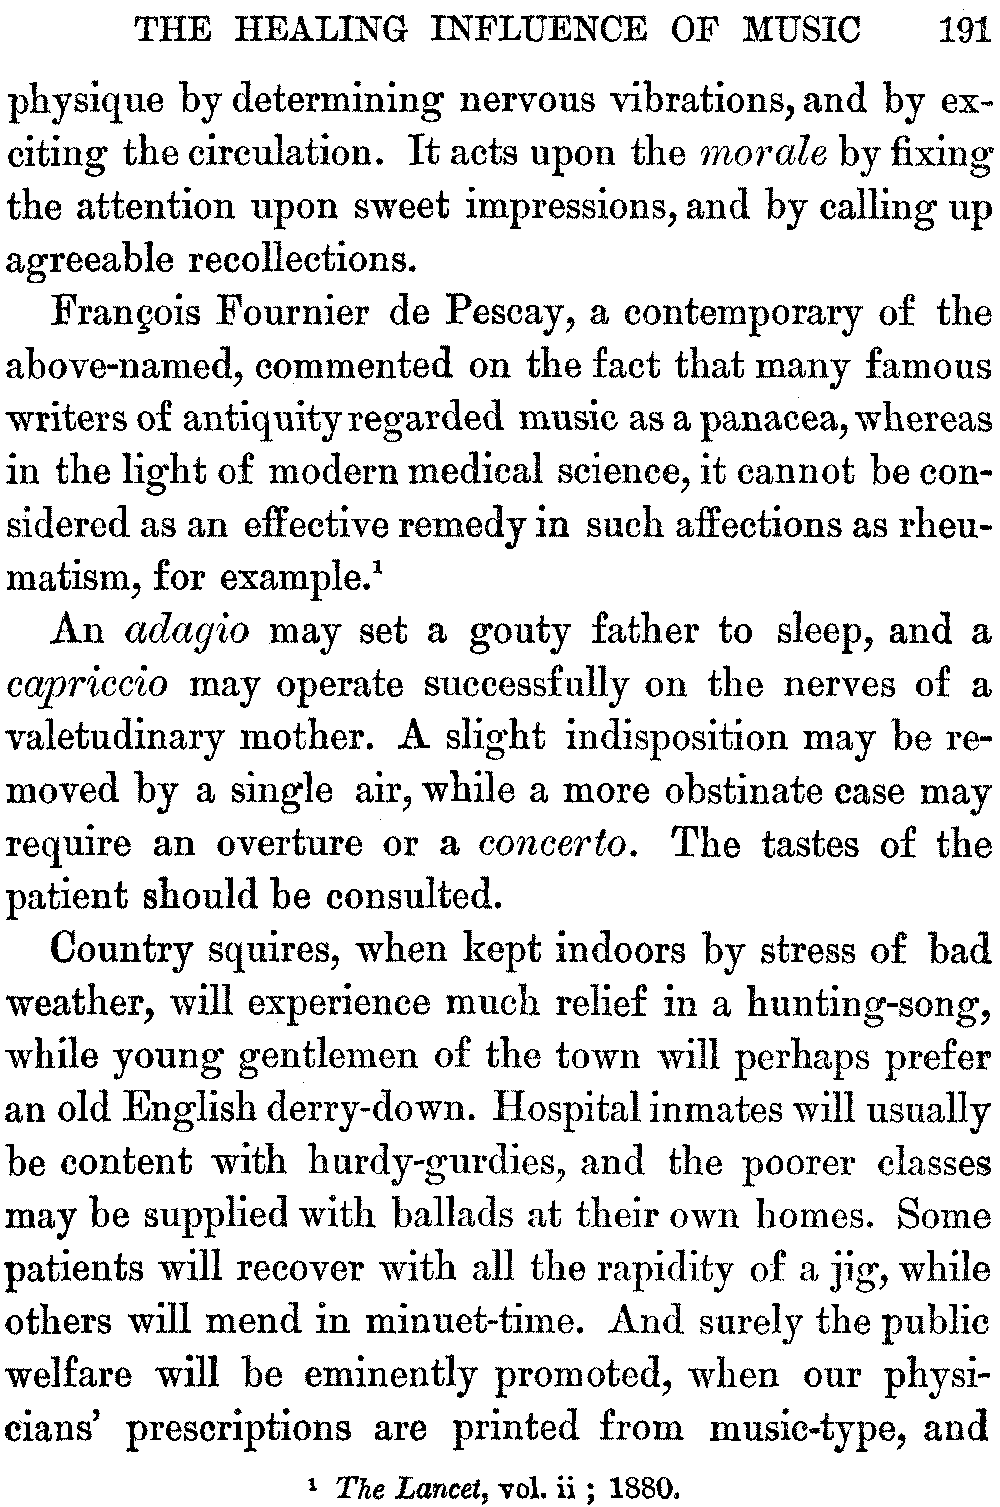 THE HEALING INFLUENCE OF MUSIC 191
physique by determining nervous vibrations, and by ex-
citing the circulation. It acts upon the morale by fixing
the attention upon sweet impressions, and by calling up
agreeable recollections.
François Fournier de Pescay, a contemporary of the
above-named, commented on the fact that many famous
writers of antiquity regarded music as a panacea, whereas
in the light of modern medical science, it cannot be con-
sidered as an effective remedy in such affections as rheu-
matism, for example.¹
An adagio may set a gouty father to sleep, and a
capriccio may operate successfully on the nerves of a
valetudinary mother. A slight indisposition may be re-
moved by a single air, while a more obstinate case may
require an overture or a concerto. The tastes of the
patient should be consulted.
Country squires, when kept indoors by stress of bad
weather, will experience much relief in a hunting-song,
while young gentlemen of the town will perhaps prefer
an old English derry-down. Hospital inmates will usually
be content with hurdy-gurdies, and the poorer classes
may be supplied with ballads at their own homes. Some
patients will recover with all the rapidity of a jig, while
others will mend in minuet-time. And surely the public
welfare will be eminently promoted, when our physi-
cians' prescriptions are printed from music-type, and
¹ The Lancet, vol. ii ; 1880.